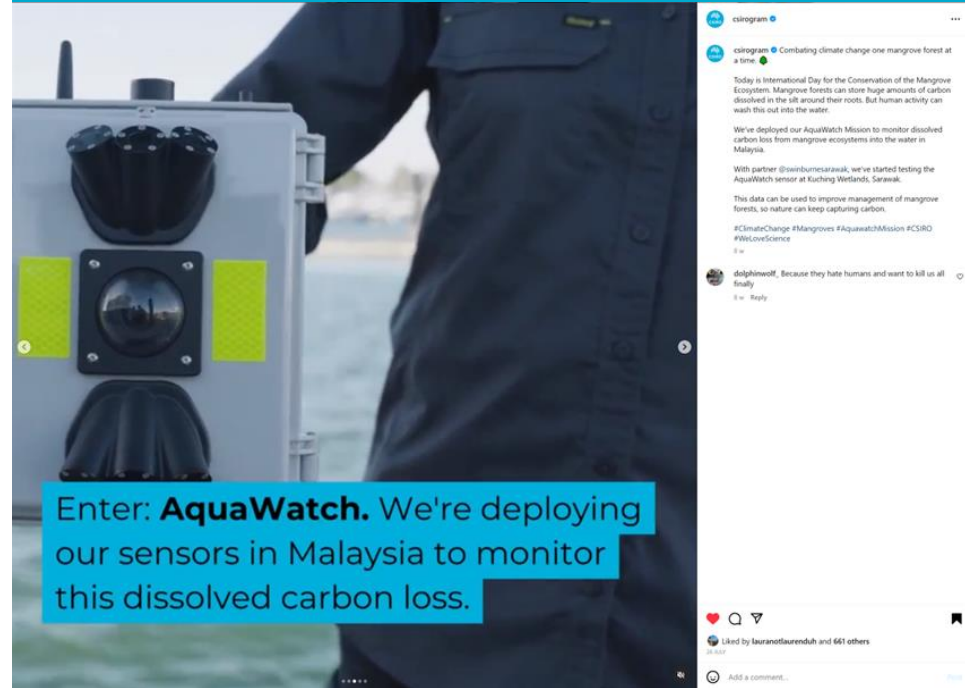 Enter: AquaWatch. We're deploying
our sensors in Malaysia to monitor
this dissolved carbon loss.
csirogram
csirogram Combating climate change one mangrove forest at
a time.
Today is International Day for the Conservation of the Mangrove
Ecosystem. Mangrove forests can store huge amounts of carbon
dissolved in the silt around their roots. But human activity can
wash this out into the water.
We've deployed our AquaWatch Mission to monitor dissolved
carbon loss from mangrove ecosystems into the water in
Malaysia.
With partner @swinburnesarawak, we've started testing the
AquaWatch sensor at Kuching Wetlands, Sarawak.
This data can be used to improve management of mangrove
forests, so nature can keep capturing carbon.
#ClimateChange #Mangroves #AquawatchMission #CSIRO
#WeLoveScience
8 w
dolphinwolf_ Because they hate humans and want to kill us all
finally
8 w Reply
Liked by lauranotlaurenduh and 661 others
Add a comment...
Post